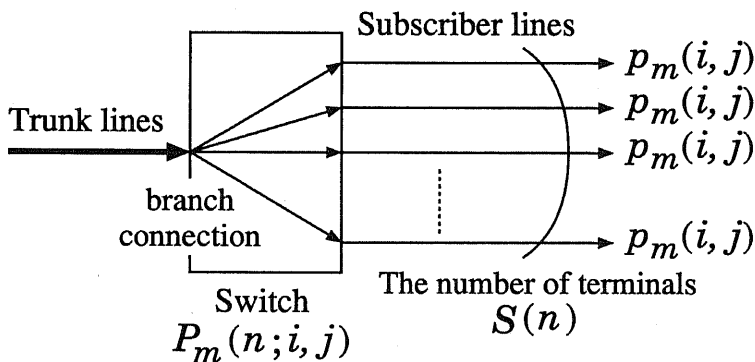 Subscriber lines
p_m(i, j)
p_m(i, j)
Trunk lines
p_m(i, j)
branch
connection
p_m(i, j)
The number of terminals
S(n)
Switch
P_m(n;i, j)